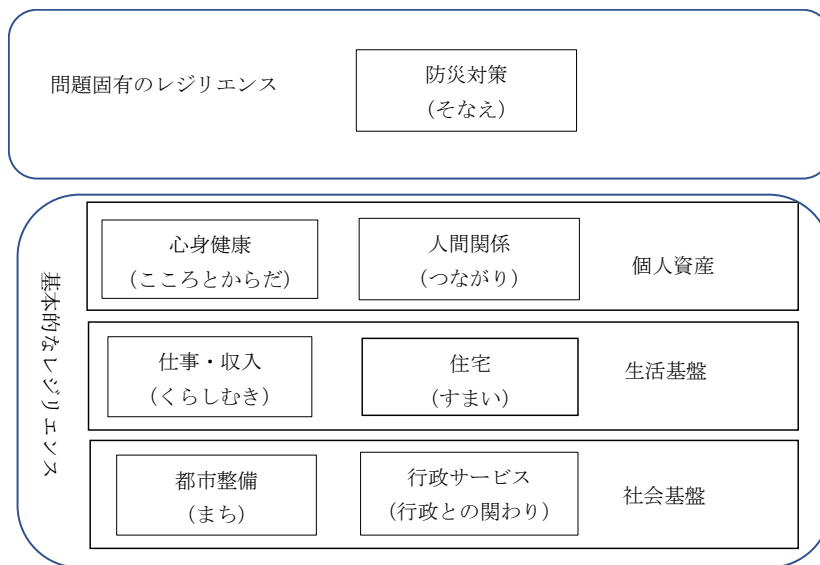 問題固有のレジリエンス
防災対策
（そなえ）
基本的なレジリエンス
心身健康
（こころとからだ）
人間関係
（つながり）
個人資産
仕事・収入
（くらしむき）
住宅
（すまい）
生活基盤
都市整備
（まち）
行政サービス
（行政との関わり）
社会基盤